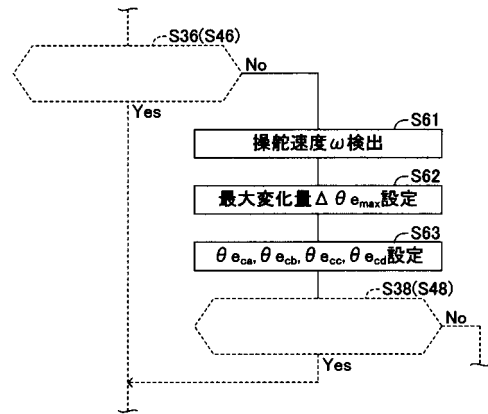 S36(S46)
No
Yes
S61
操舵速度ω検出
S62
最大変化量Δθe_max設定
S63
θe_ca,θe_cb,θe_cc,θe_cd設定
S38(S48)
No
Yes